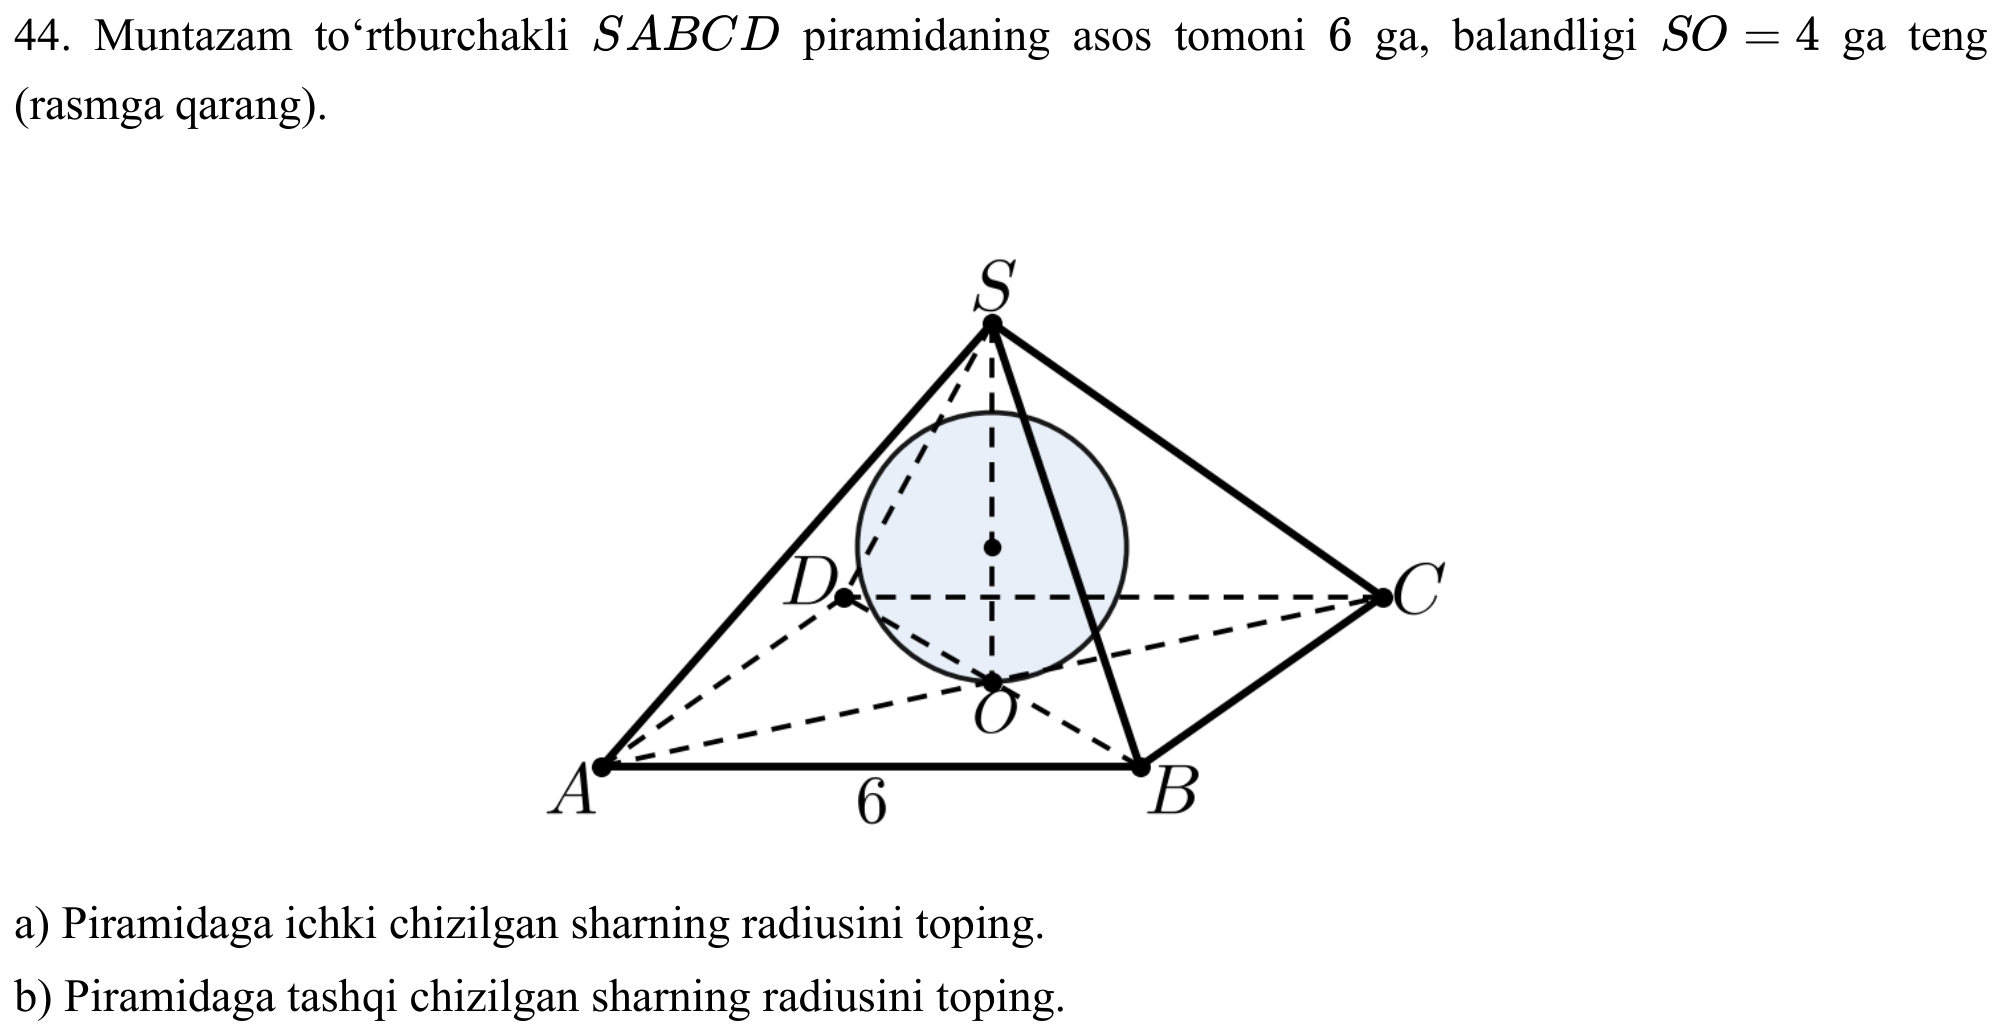 44. Muntazam to‘rtburchakli SABCD piramidaning asos tomoni 6 ga, balandligi SO = 4 ga teng
(rasmga qarang).
S
D
C
O
A
B
6
a) Piramidaga ichki chizilgan sharning radiusini toping.
b) Piramidaga tashqi chizilgan sharning radiusini toping.